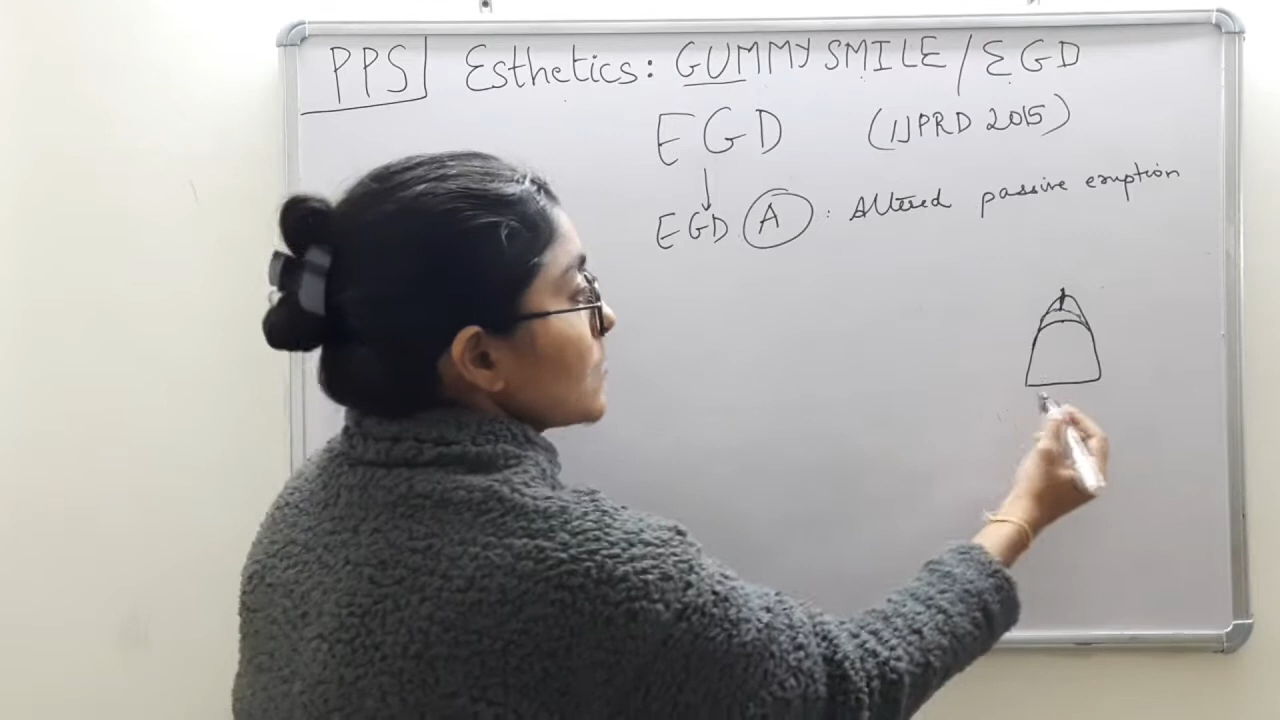 PPS Esthetics: GUMMY SMILE / EGD
EGD (IJPRD 2015)
EGD A : Altered passive eruption